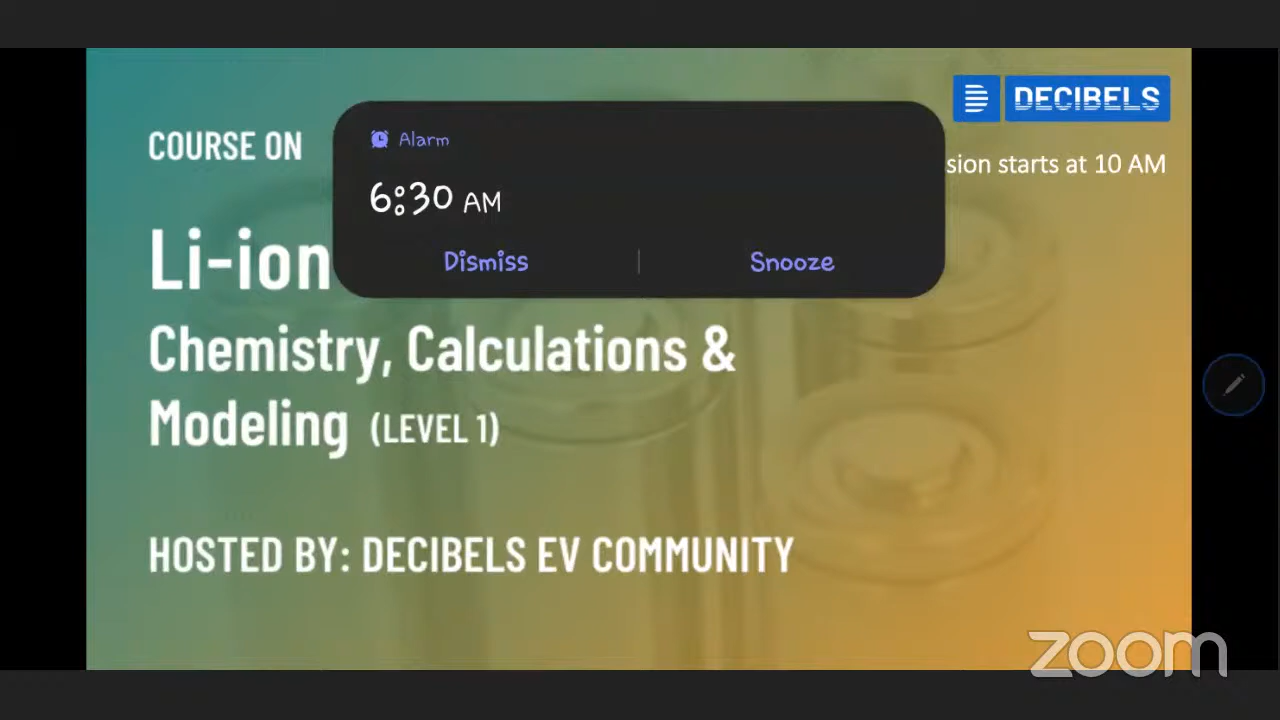 DECIBELS
COURSE ON
Alarm
sion starts at 10 AM
6:30 AM
Li-ion
Dismiss
Snooze
Chemistry, Calculations &
Modeling (LEVEL 1)
HOSTED BY: DECIBELS EV COMMUNITY
zoom